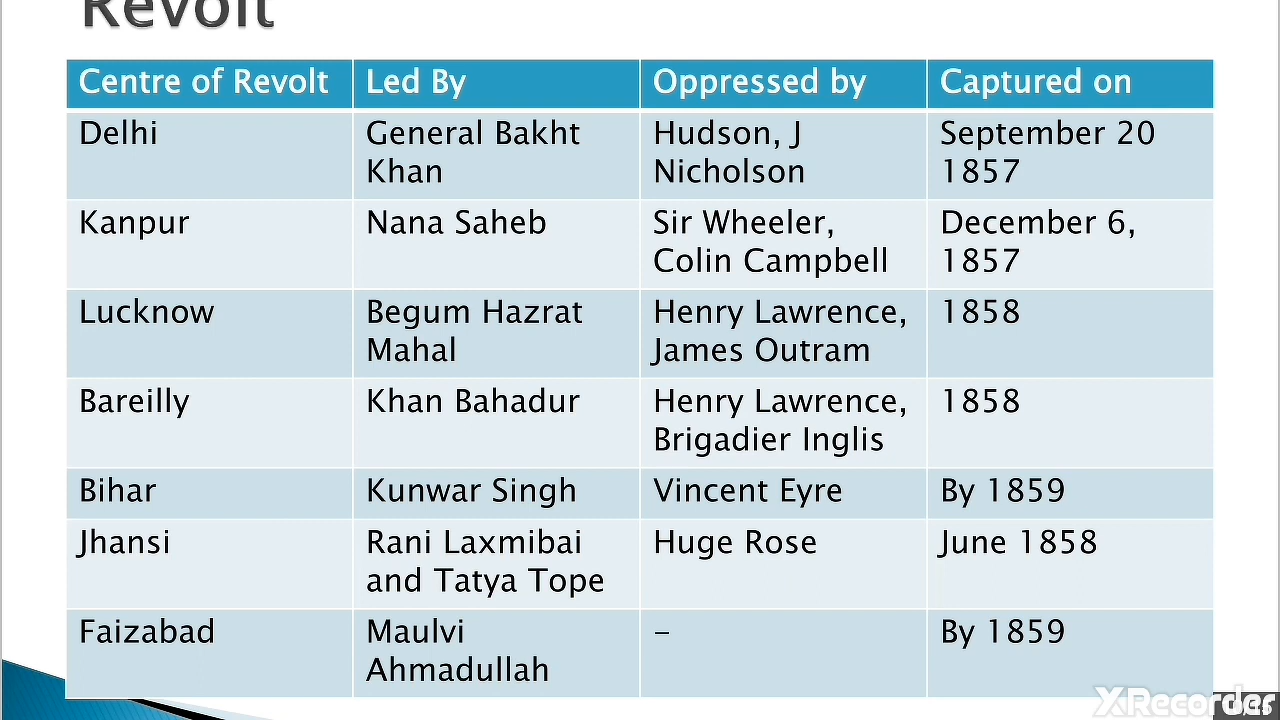 Revolt
Centre of Revolt Led By Oppressed by Captured on
Delhi General Bakht Hudson, J September 20
Khan Nicholson 1857
Kanpur Nana Saheb Sir Wheeler, December 6,
Colin Campbell 1857
Lucknow Begum Hazrat Henry Lawrence, 1858
Mahal James Outram
Bareilly Khan Bahadur Henry Lawrence, 1858
Brigadier Inglis
Bihar Kunwar Singh Vincent Eyre By 1859
Jhansi Rani Laxmibai Huge Rose June 1858
and Tatya Tope
Faizabad Maulvi – By 1859
Ahmadullah
XRecorder